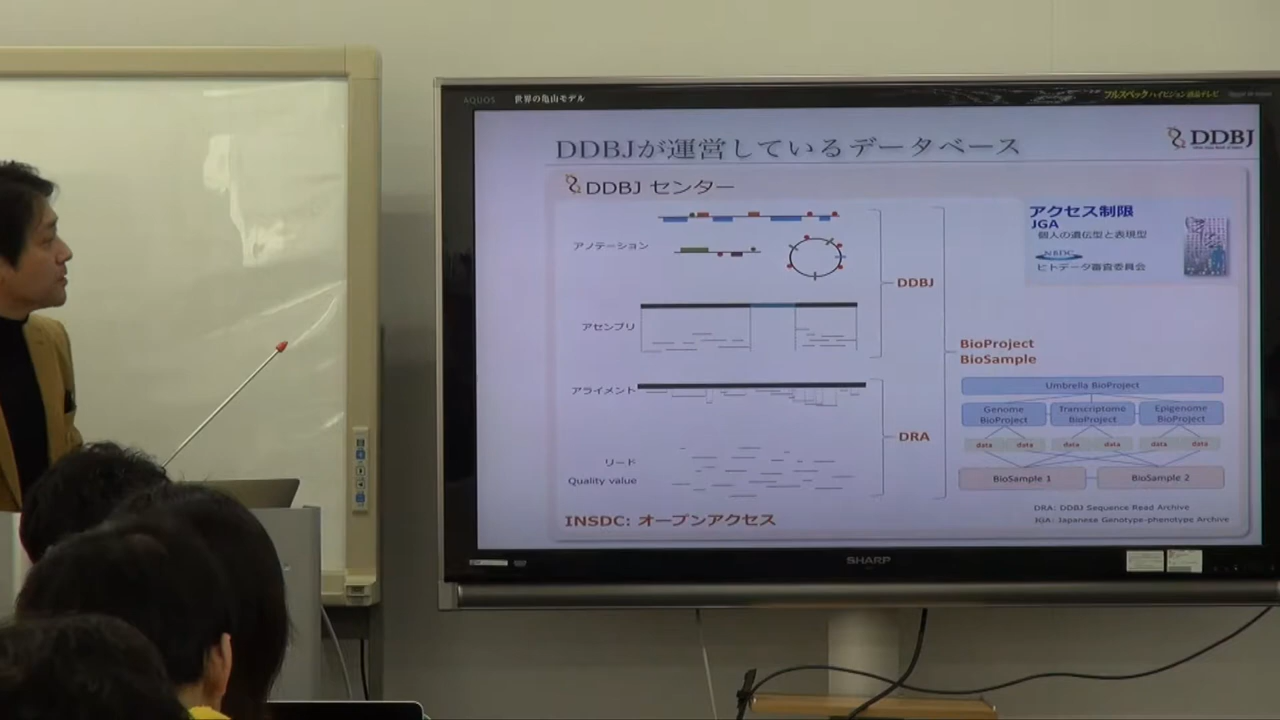 AQUOS 世界の亀山モデル
フルスペックハイビジョン液晶テレビ
DDBJが運営しているデータベース
DDBJ
DDBJ センター
アクセス制限
JGA
個人の遺伝型と表現型
NBDC
ヒトデータ審査委員会
アノテーション
DDBJ
アセンブリ
BioProject
BioSample
アライメント
Umbrella BioProject
Genome BioProject
Transcriptome BioProject
Epigenome BioProject
DRA
data data data data data data
リード
Quality value
BioSample 1
BioSample 2
INSDC: オープンアクセス
DRA: DDBJ Sequence Read Archive
JGA: Japanese Genotype-phenotype Archive
SHARP